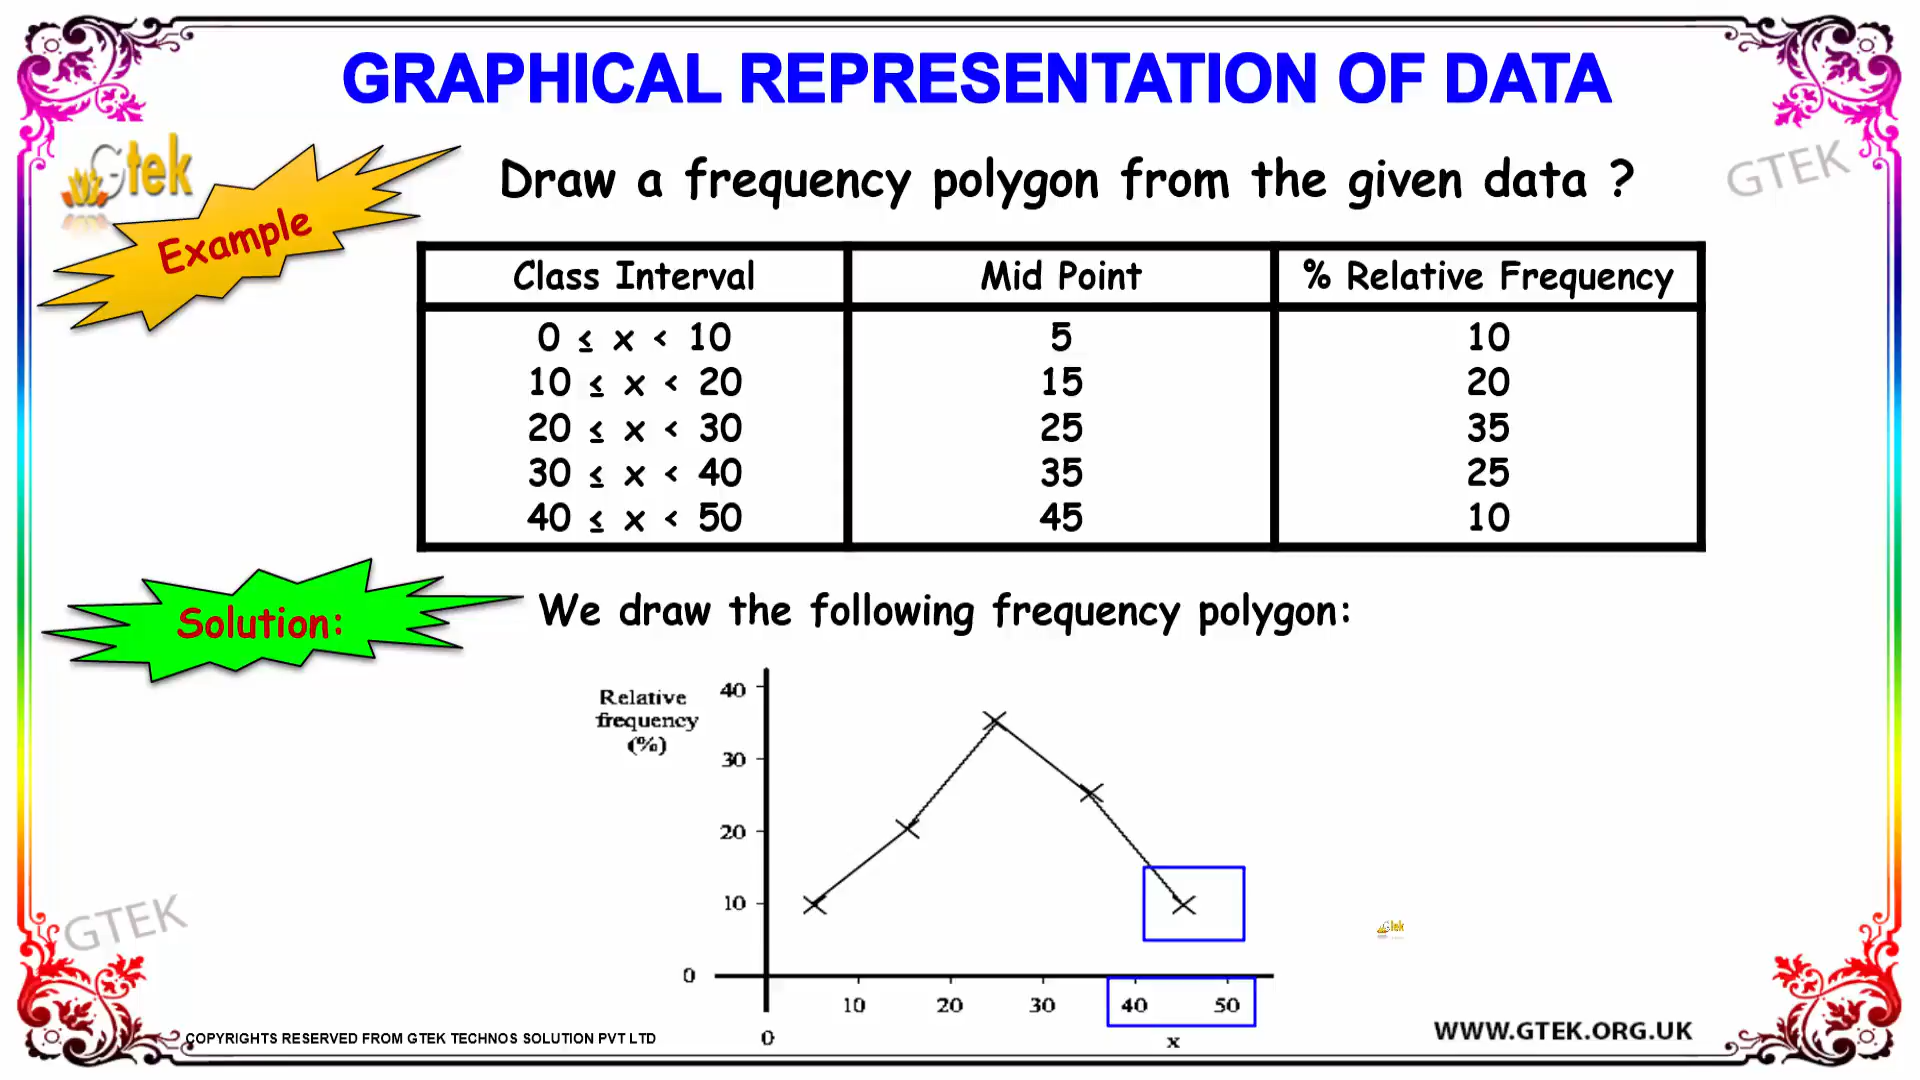 GRAPHICAL REPRESENTATION OF DATA
Gtek
GTEK
Example
Draw a frequency polygon from the given data ?
Class Interval Mid Point % Relative Frequency
0 ≤ x < 10 5 10
10 ≤ x < 20 15 20
20 ≤ x < 30 25 35
30 ≤ x < 40 35 25
40 ≤ x < 50 45 10
Solution:
We draw the following frequency polygon:
Relative
frequency
(%)
40
30
20
10
0
10 20 30 40 50
0
x
GTEK
Gtek
COPYRIGHTS RESERVED FROM GTEK TECHNOS SOLUTION PVT LTD
WWW.GTEK.ORG.UK